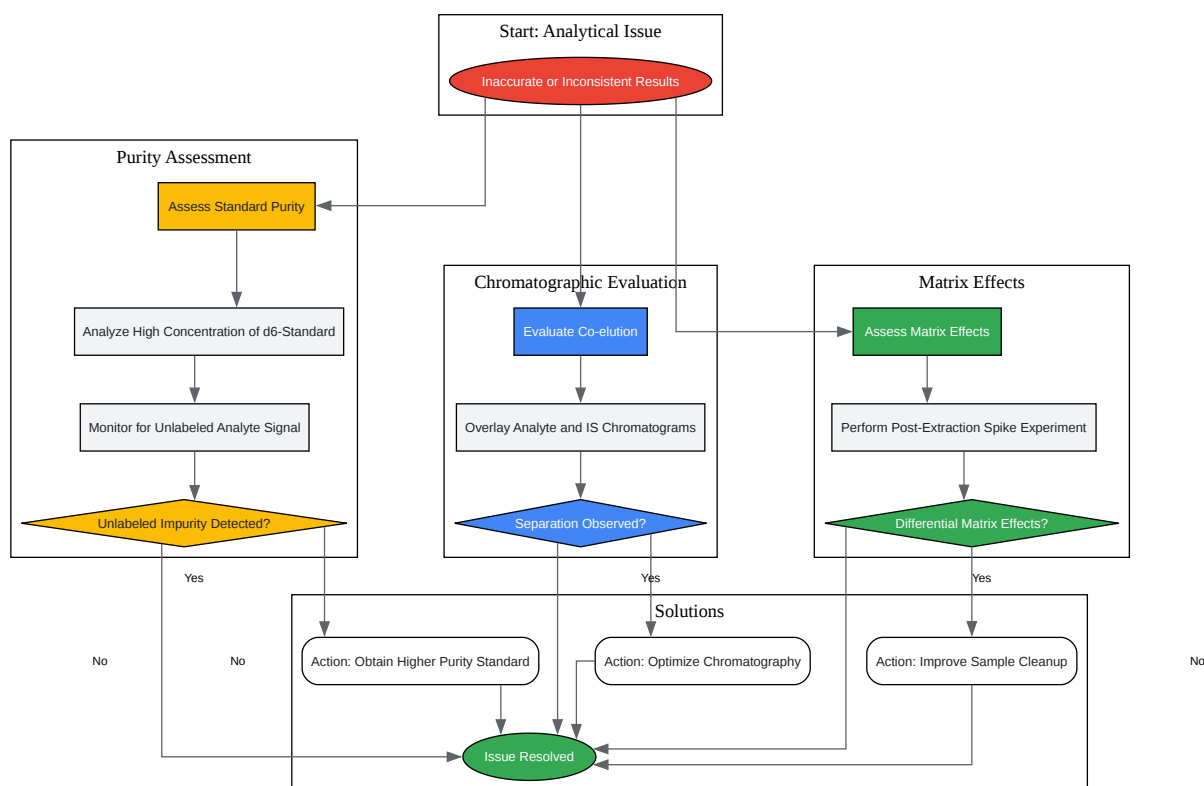 Start: Analytical Issue
Inaccurate or Inconsistent Results
Purity Assessment
Assess Standard Purity
Analyze High Concentration of d6-Standard
Monitor for Unlabeled Analyte Signal
Unlabeled Impurity Detected?
Chromatographic Evaluation
Evaluate Co-elution
Overlay Analyte and IS Chromatograms
Separation Observed?
Matrix Effects
Assess Matrix Effects
Perform Post-Extraction Spike Experiment
Differential Matrix Effects?
Yes
Yes
Yes
Solutions
No
No
Action: Obtain Higher Purity Standard
Action: Optimize Chromatography
Action: Improve Sample Cleanup
No
Issue Resolved